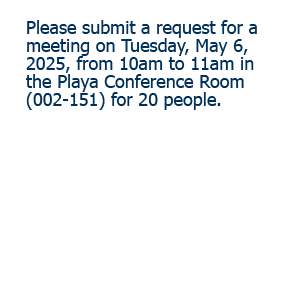 Please submit a request for a
meeting on Tuesday, May 6,
2025, from 10am to 11am in
the Playa Conference Room
(002-151) for 20 people.